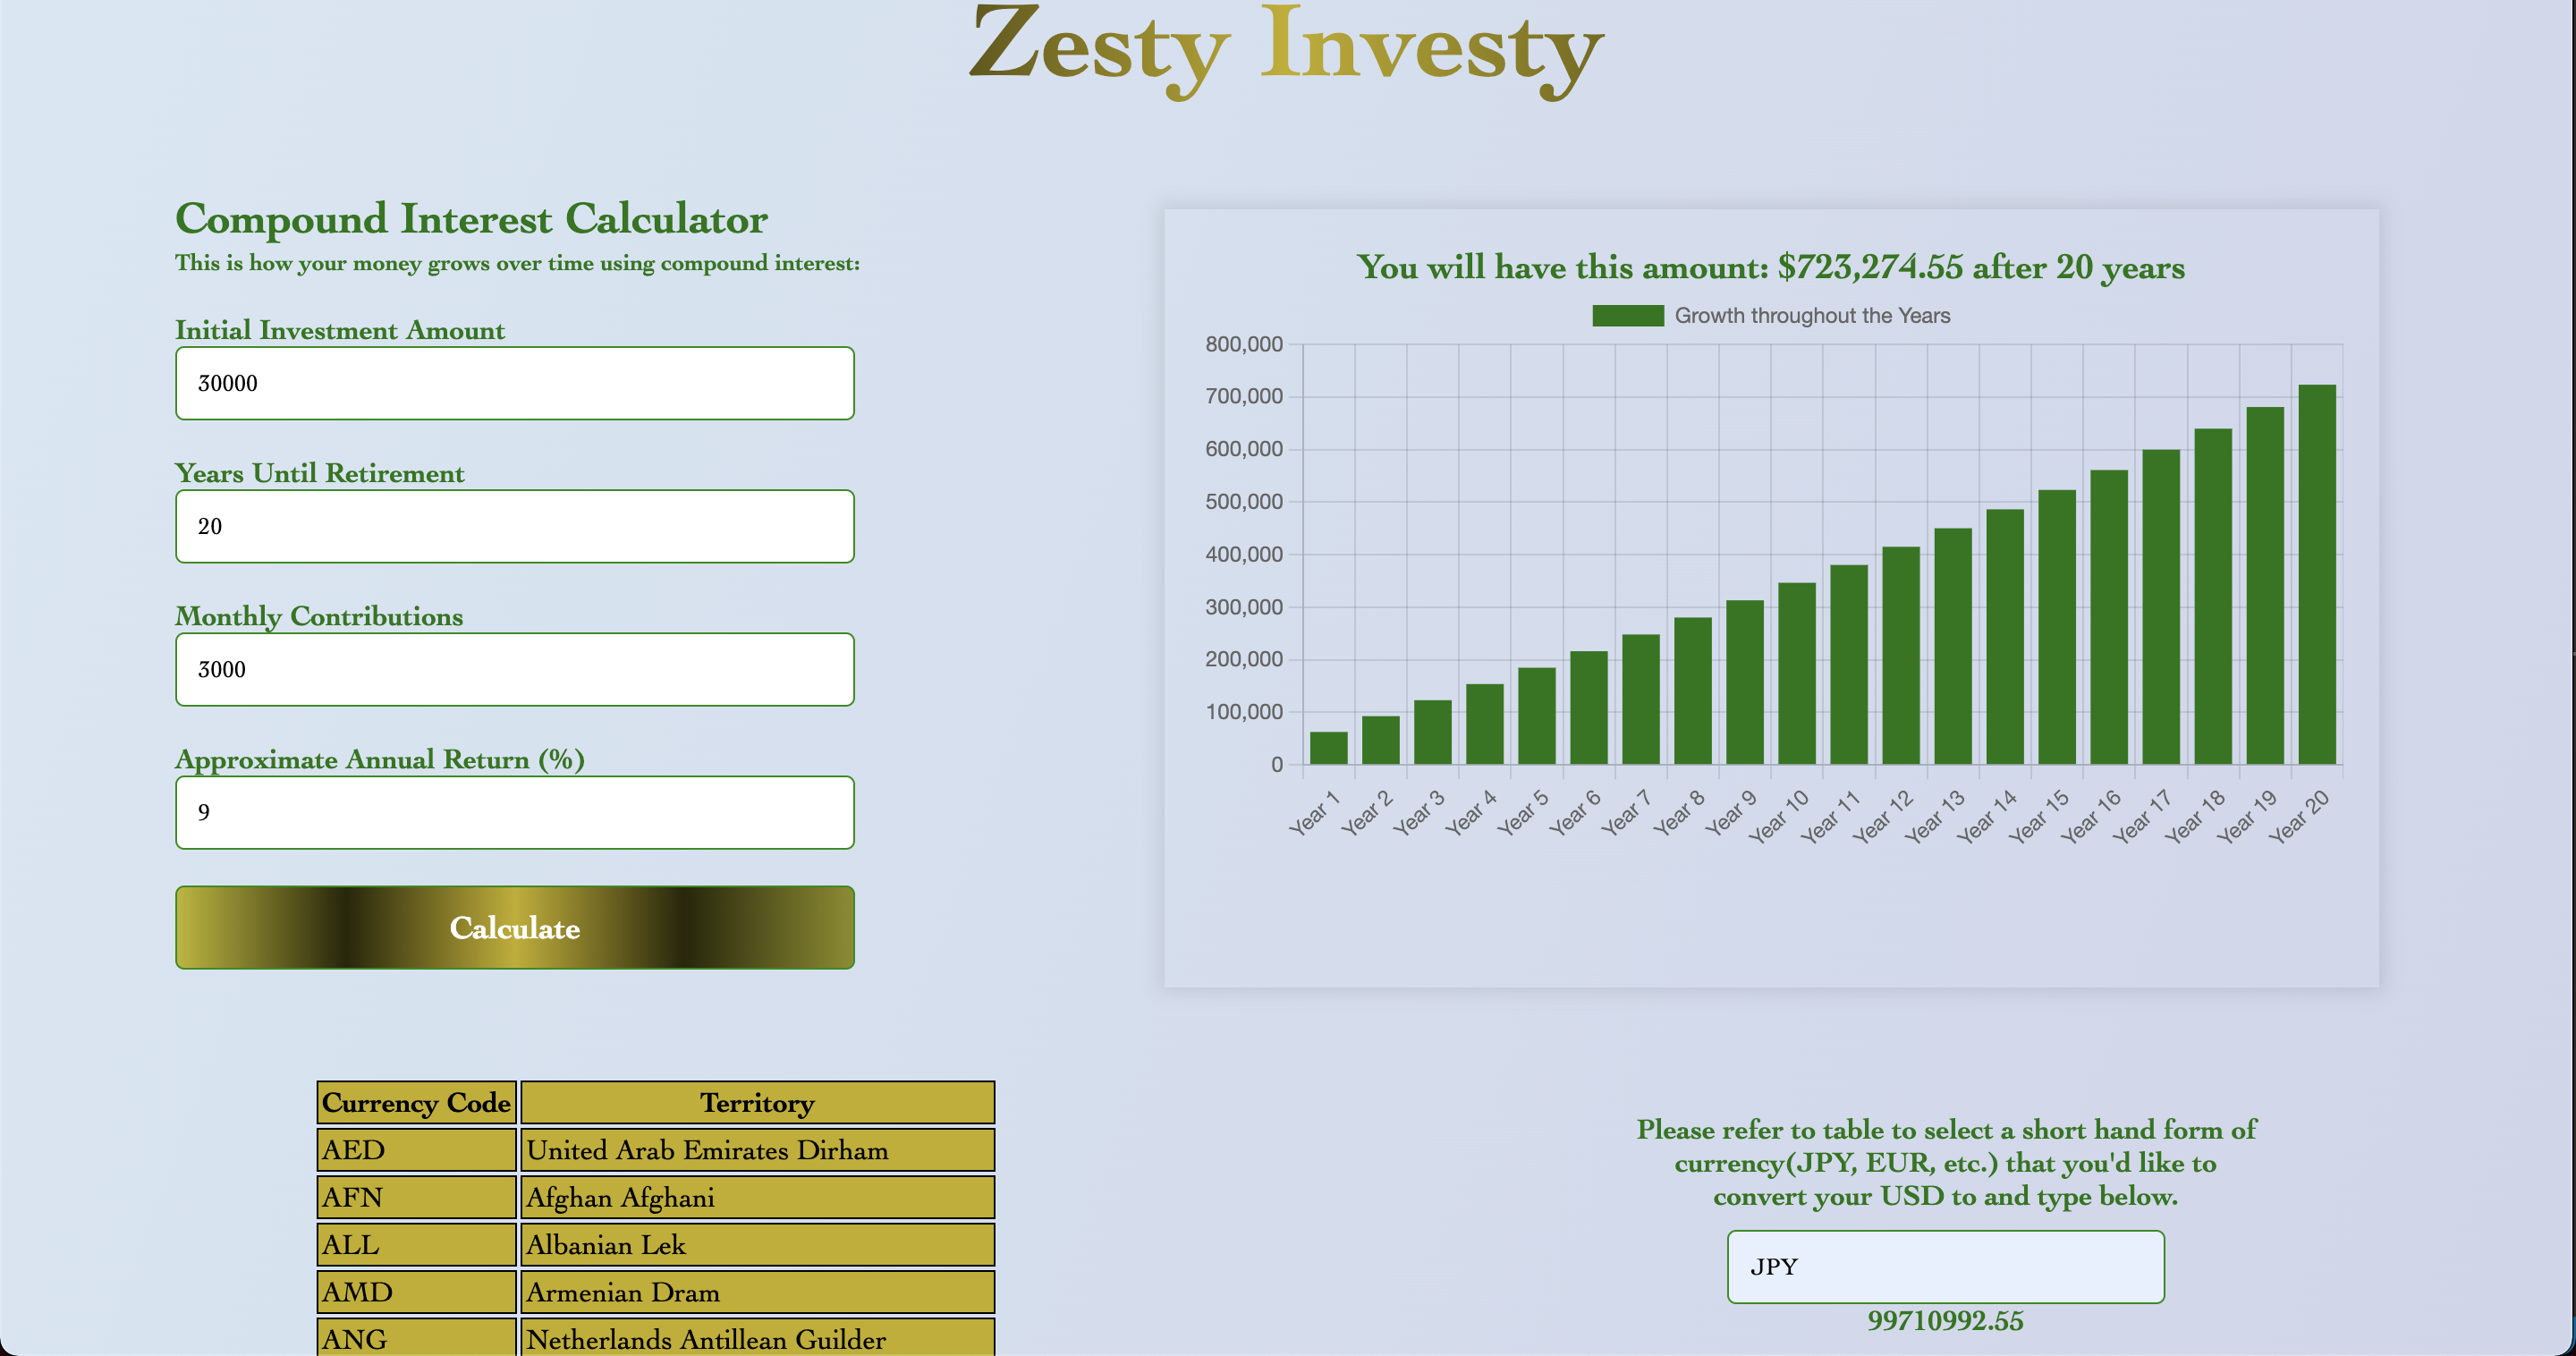 Zesty Investy
Compound Interest Calculator
This is how your money grows over time using compound interest:
Initial Investment Amount
30000
Years Until Retirement
20
Monthly Contributions
3000
Approximate Annual Return (%)
9
Calculate
You will have this amount: $723,274.55 after 20 years
Growth throughout the Years
800,000
700,000
600,000
500,000
400,000
300,000
200,000
100,000
0
Year 1
Year 2
Year 3
Year 4
Year 5
Year 6
Year 7
Year 8
Year 9
Year 10
Year 11
Year 12
Year 13
Year 14
Year 15
Year 16
Year 17
Year 18
Year 19
Year 20
Currency Code Territory
AED United Arab Emirates Dirham
AFN Afghan Afghani
ALL Albanian Lek
AMD Armenian Dram
ANG Netherlands Antillean Guilder
Please refer to table to select a short hand form of
currency(JPY, EUR, etc.) that you'd like to
convert your USD to and type below.
JPY
99710992.55